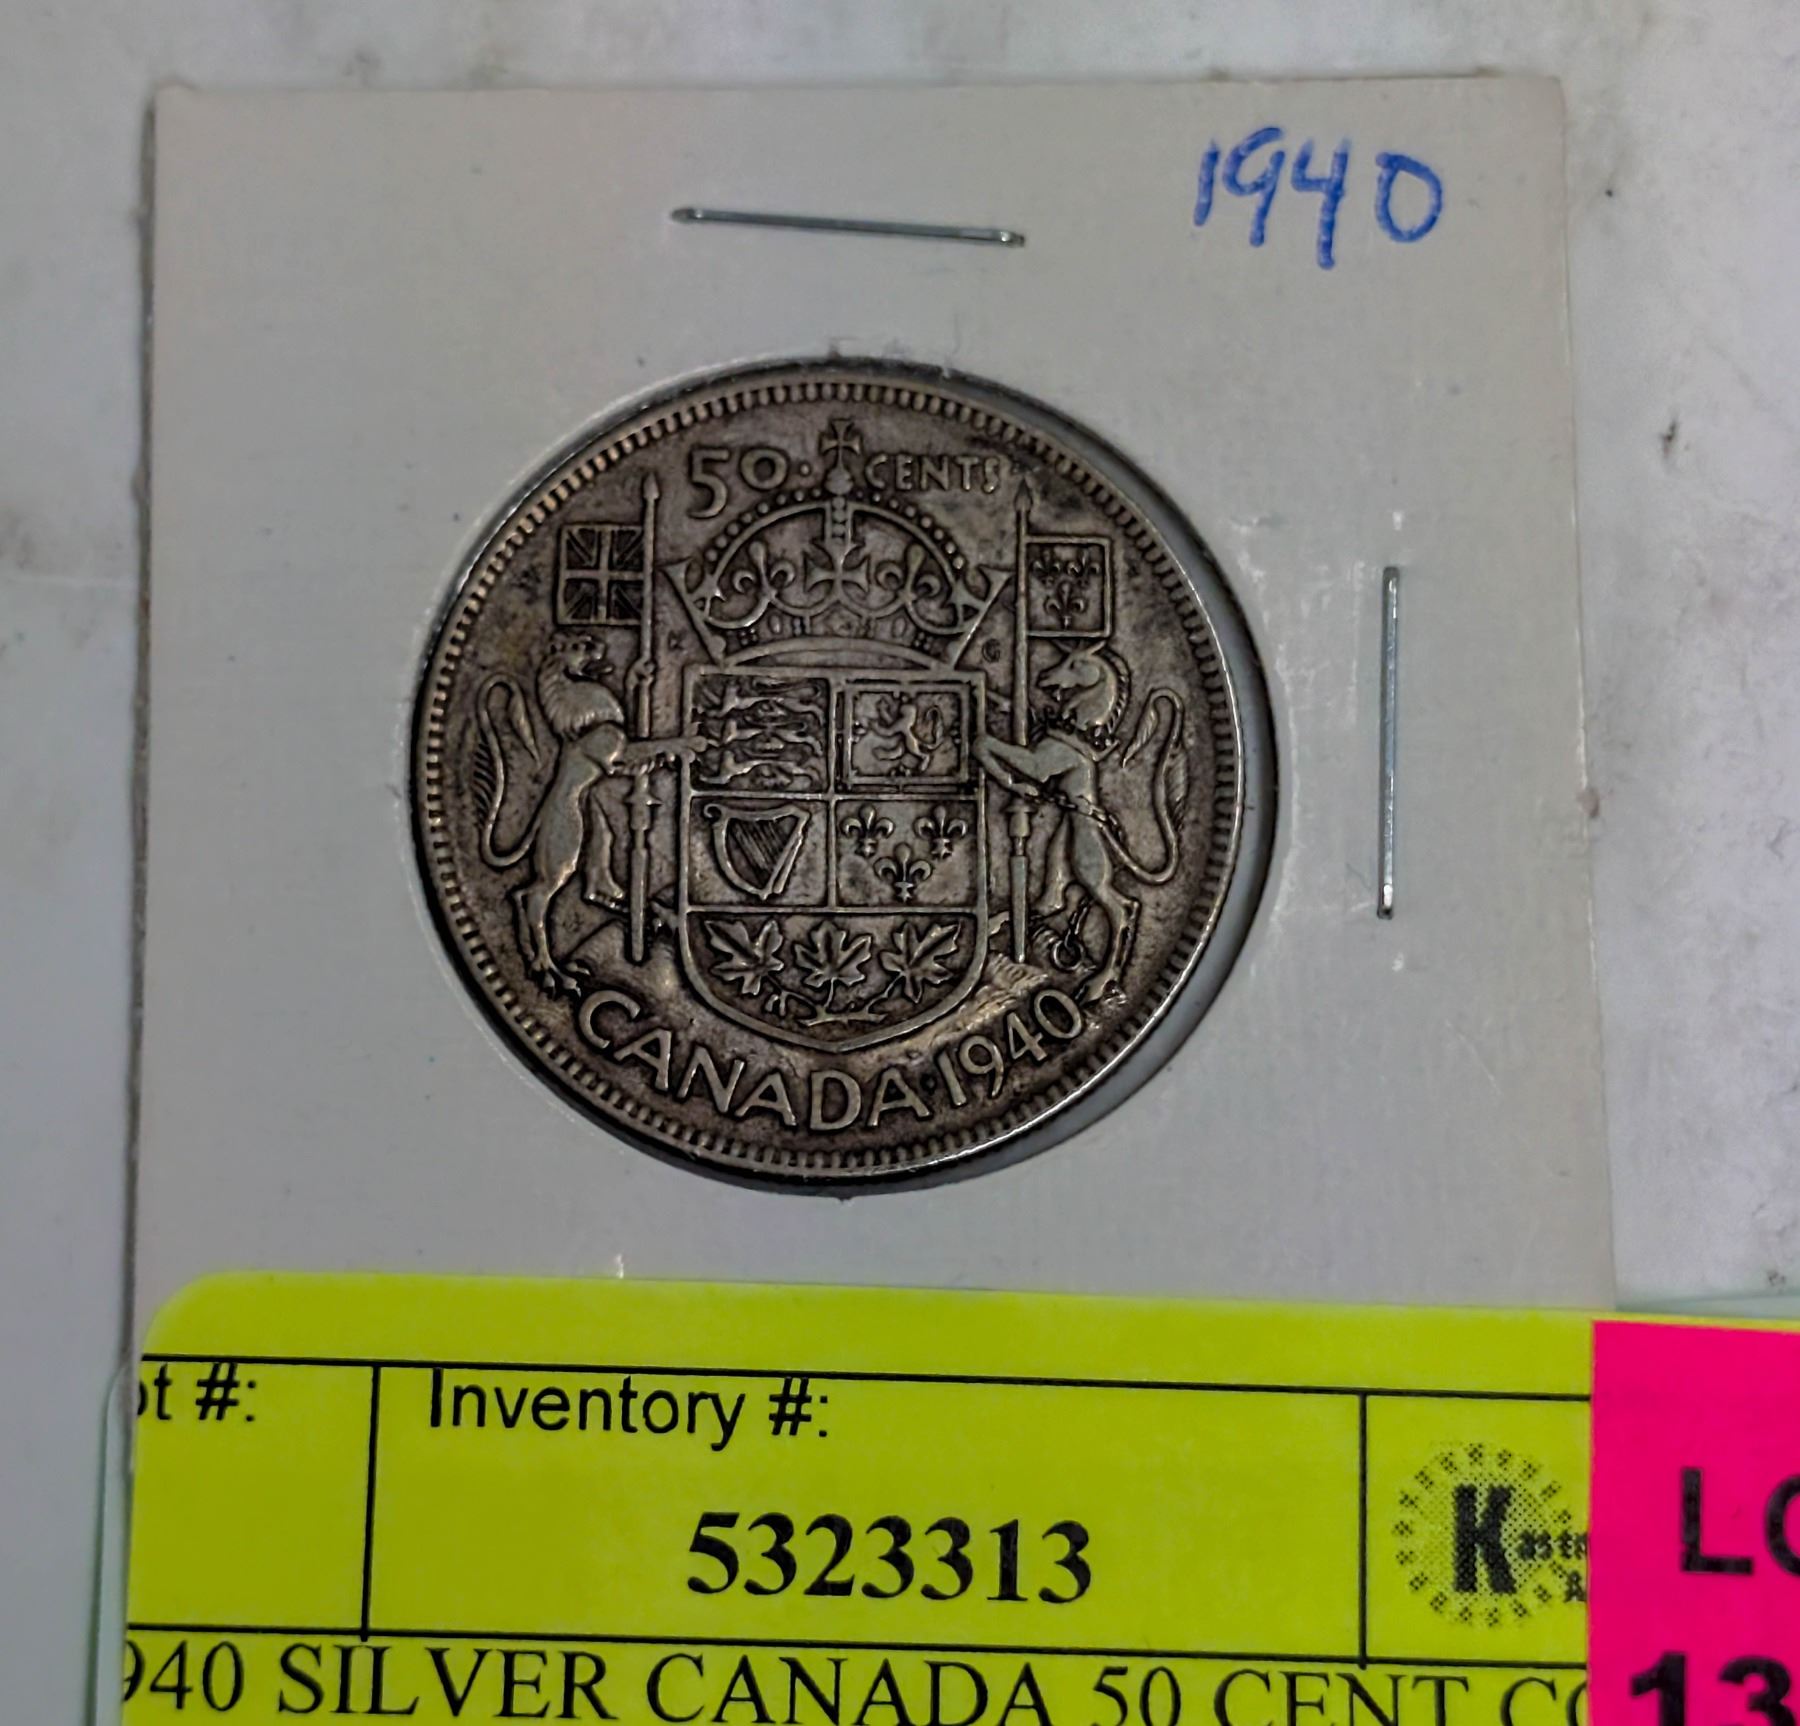 1940
50 · CENTS
K G
CANADA · 1940
ot #:
Inventory #:
5323313
K
LO
940 SILVER CANADA 50 CENT CO
13